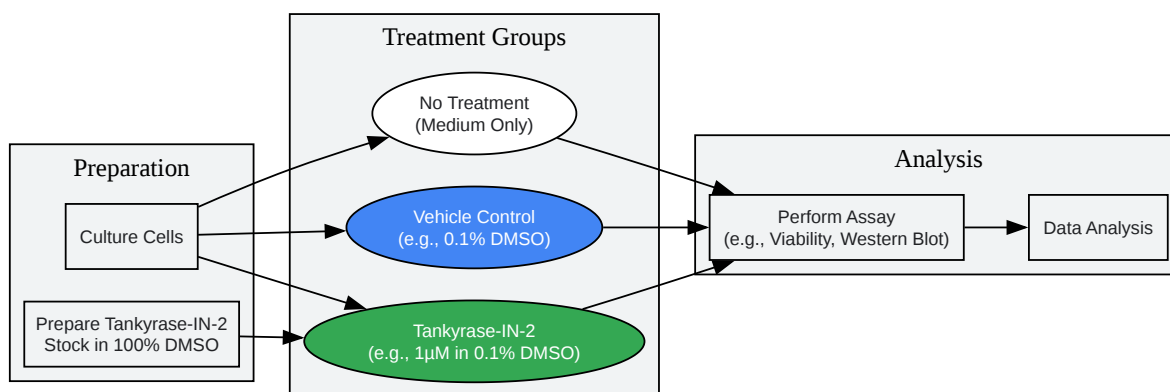 Preparation
Culture Cells
Prepare Tankyrase-IN-2
Stock in 100% DMSO
Treatment Groups
No Treatment
(Medium Only)
Vehicle Control
(e.g., 0.1% DMSO)
Tankyrase-IN-2
(e.g., 1µM in 0.1% DMSO)
Analysis
Perform Assay
(e.g., Viability, Western Blot)
Data Analysis